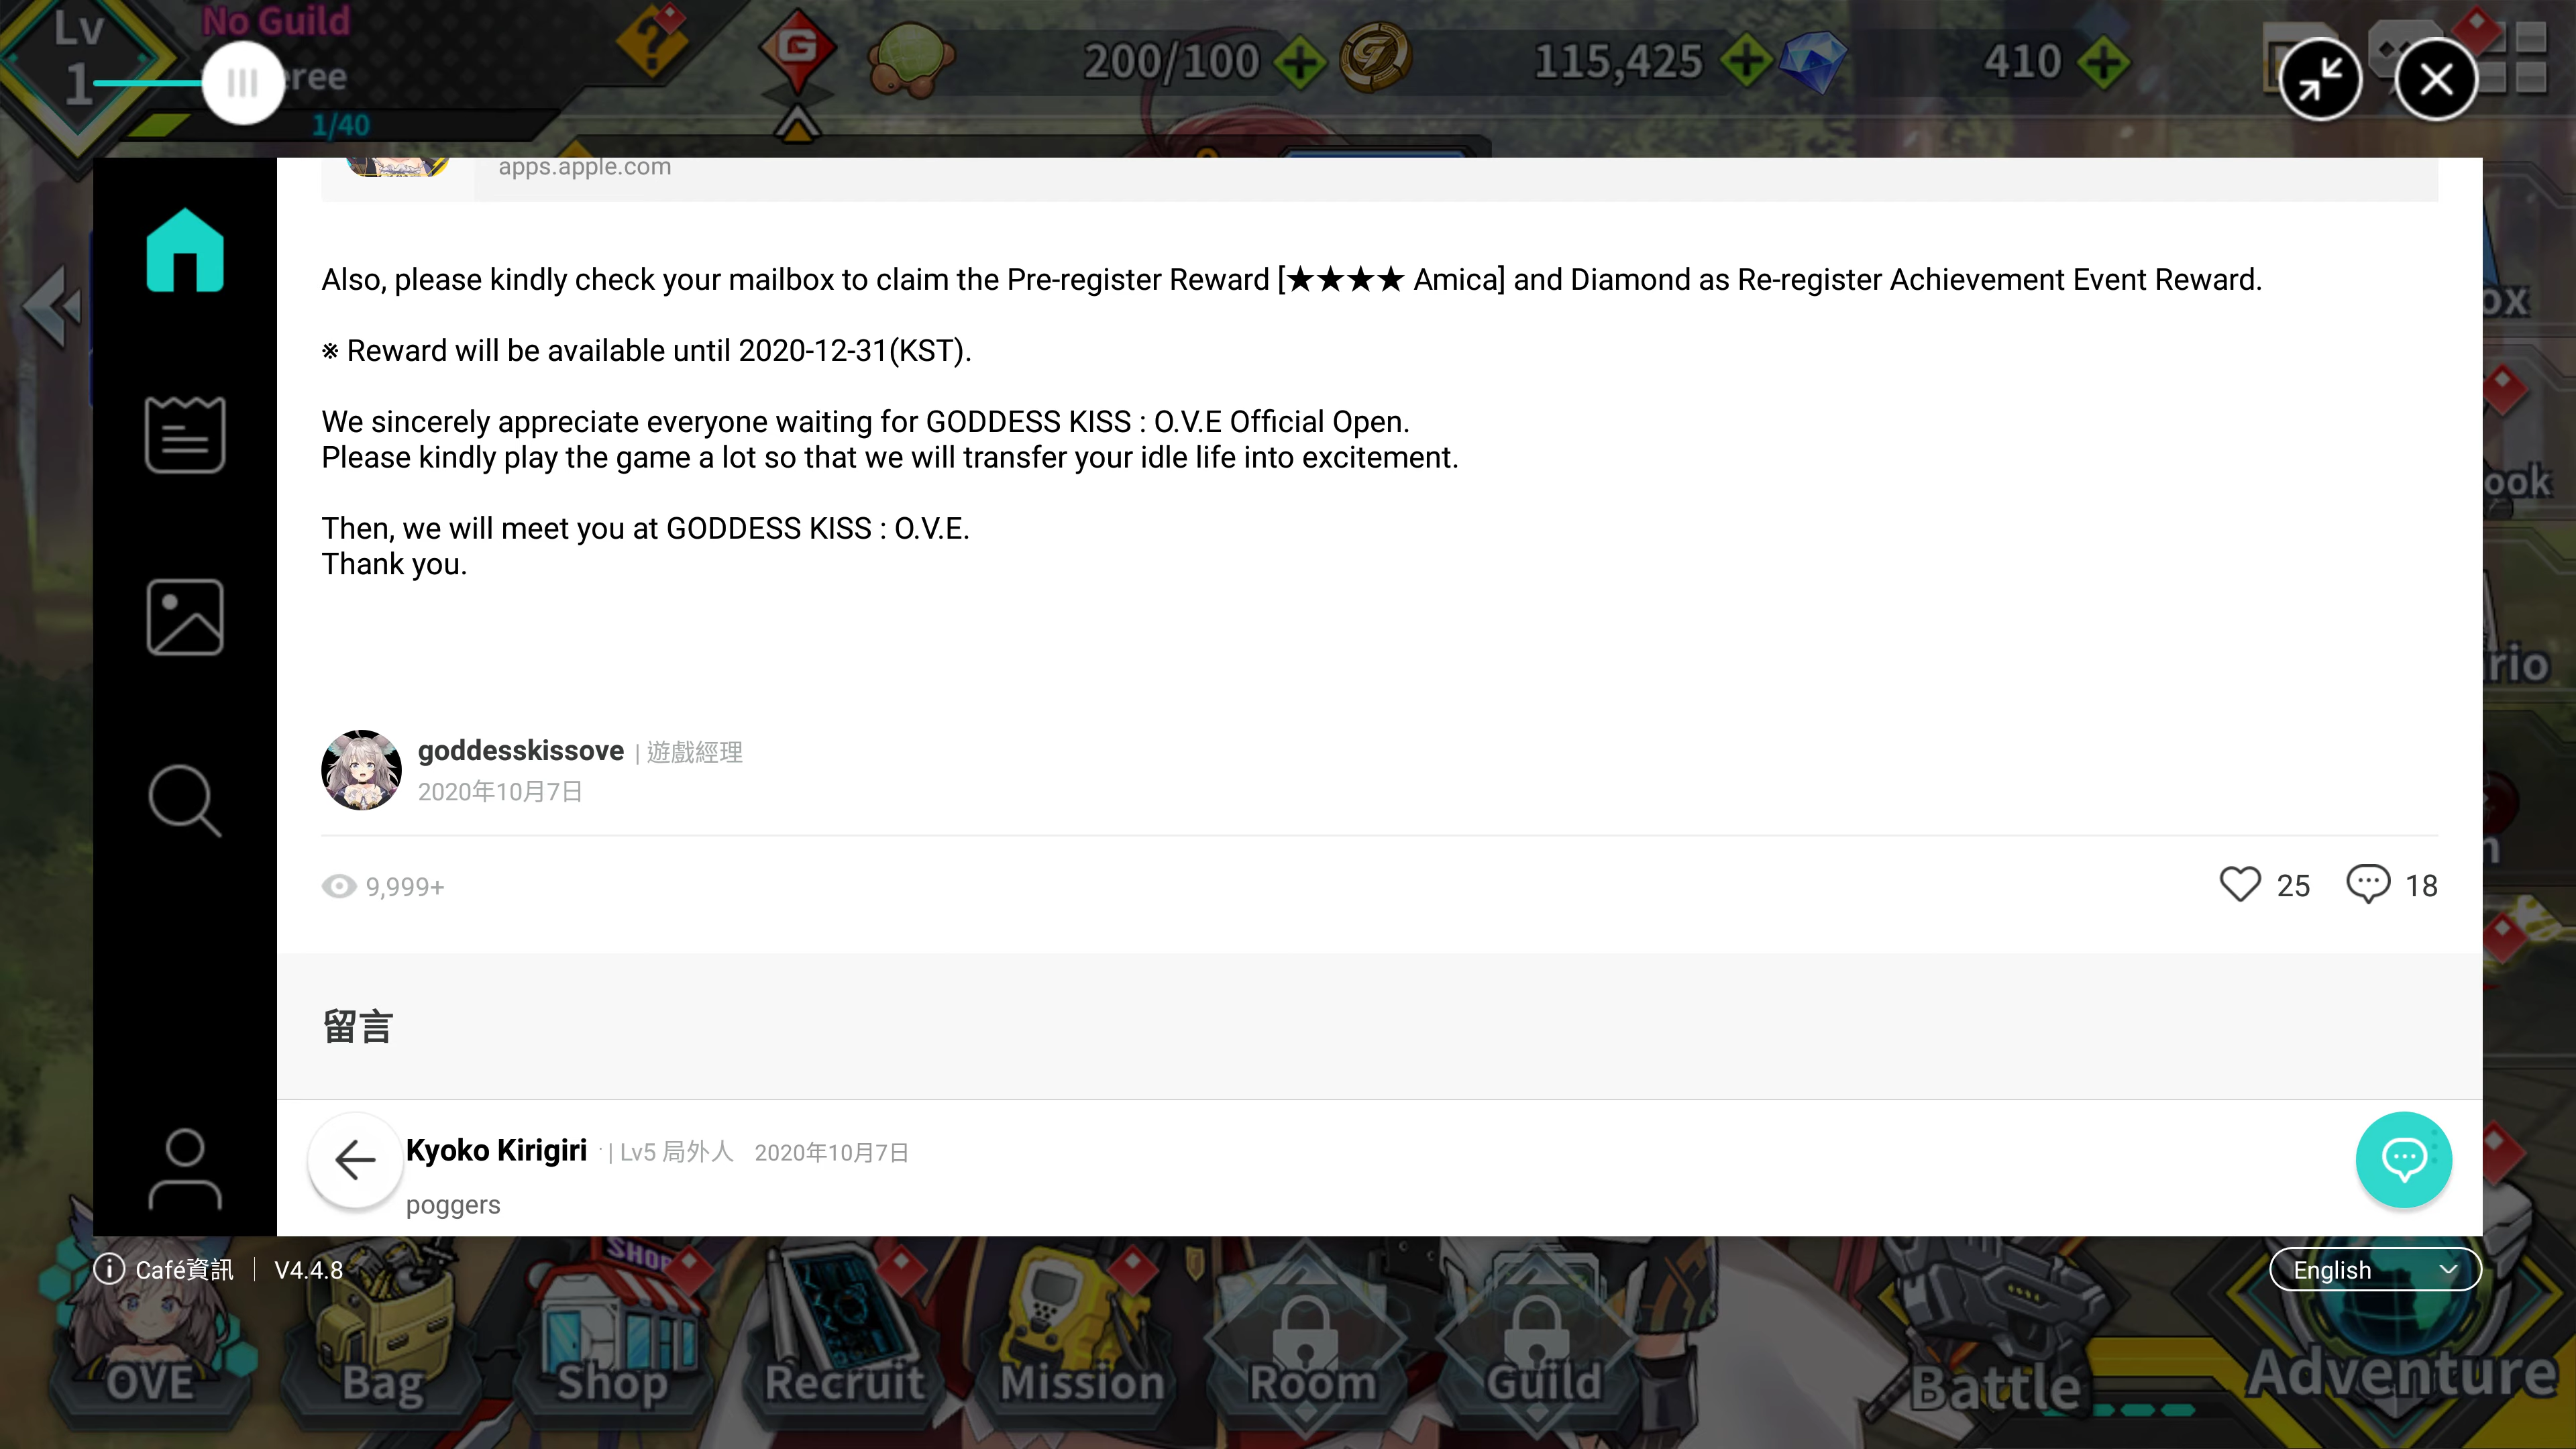 No Guild
Lv
1
eree
1/40
200/100
115,425
410
apps.apple.com
Also, please kindly check your mailbox to claim the Pre-register Reward [★★★★ Amica] and Diamond as Re-register Achievement Event Reward.
※ Reward will be available until 2020-12-31(KST).
We sincerely appreciate everyone waiting for GODDESS KISS : O.V.E Official Open.
Please kindly play the game a lot so that we will transfer your idle life into excitement.
Then, we will meet you at GODDESS KISS : O.V.E.
Thank you.
goddesskissove | 遊戲經理
2020年10月7日
9,999+
25
18
留言
Kyoko Kirigiri · | Lv5 局外人 2020年10月7日
poggers
Café資訊 | V4.4.8
English
SHOP
OVE
Bag
Shop
Recruit
Mission
Room
Guild
Battle
Adventure